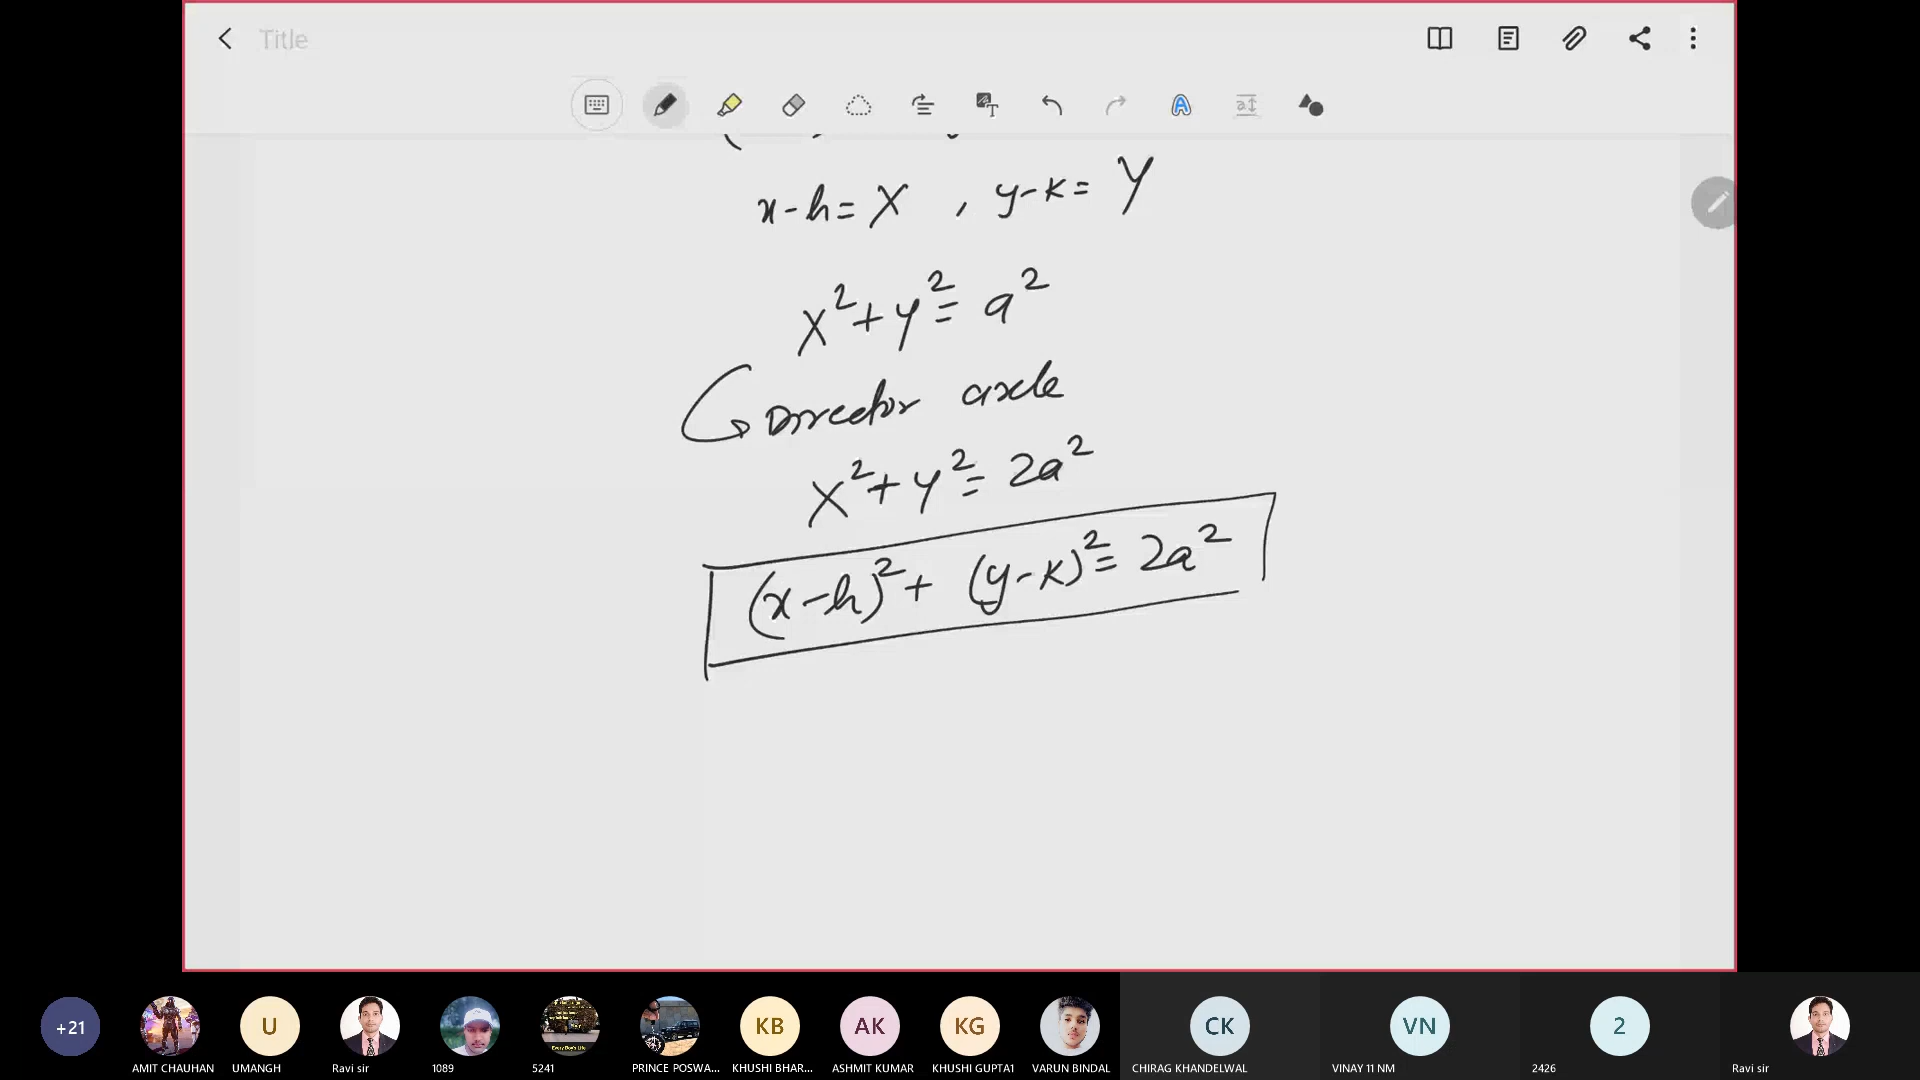 Title
x-h=X , y-k= Y
X²+Y²= a²
Director circle
X²+Y²= 2a²
(x-h)²+ (y-k)²= 2a²
+21
U
KB
AK
KG
CK
VN
2
AMIT CHAUHAN
UMANGH
Ravi sir
1089
5241
PRINCE POSWA...
KHUSHI BHAR...
ASHMIT KUMAR
KHUSHI GUPTA1
VARUN BINDAL
CHIRAG KHANDELWAL
VINAY 11 NM
2426
Ravi sir